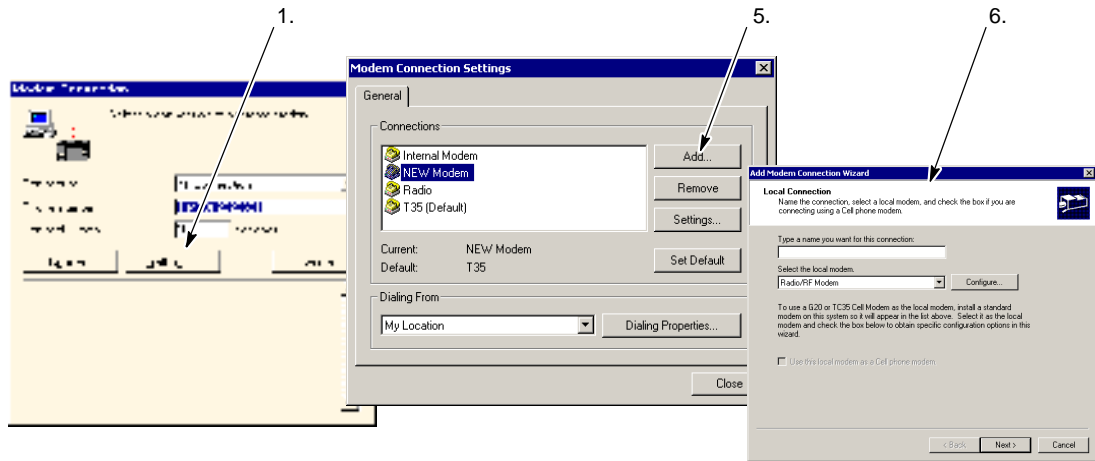 1.
5.
6.
Modem Connection Settings
General
Connections
Internal Modem
NEW Modem
Radio
T35 (Default)
Add...
Remove
Settings...
Set Default
Current: NEW Modem
Default: T35
Dialing From
My Location
Dialing Properties...
Close
Add Modem Connection Wizard
Local Connection
Name the connection, select a local modem, and check the box if you are
connecting using a Cell phone modem.
Type a name you want for this connection:
Select the local modem.
Radio/RF Modem
Configure...
To use a G20 or TC35 Cell Modem as the local modem, install a standard
modem on this system so it will appear in the list above. Select it as the local
modem and check the box below to obtain specific configuration options in this
wizard.
Use this local modem as a Cell phone modem
< Back Next > Cancel